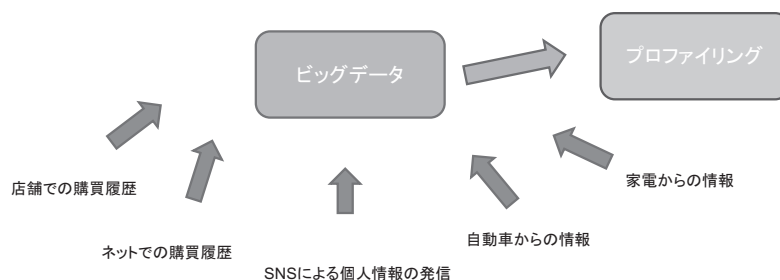 ビッグデータ
プロファイリング
店舗での購買履歴
ネットでの購買履歴
SNSによる個人情報の発信
自動車からの情報
家電からの情報